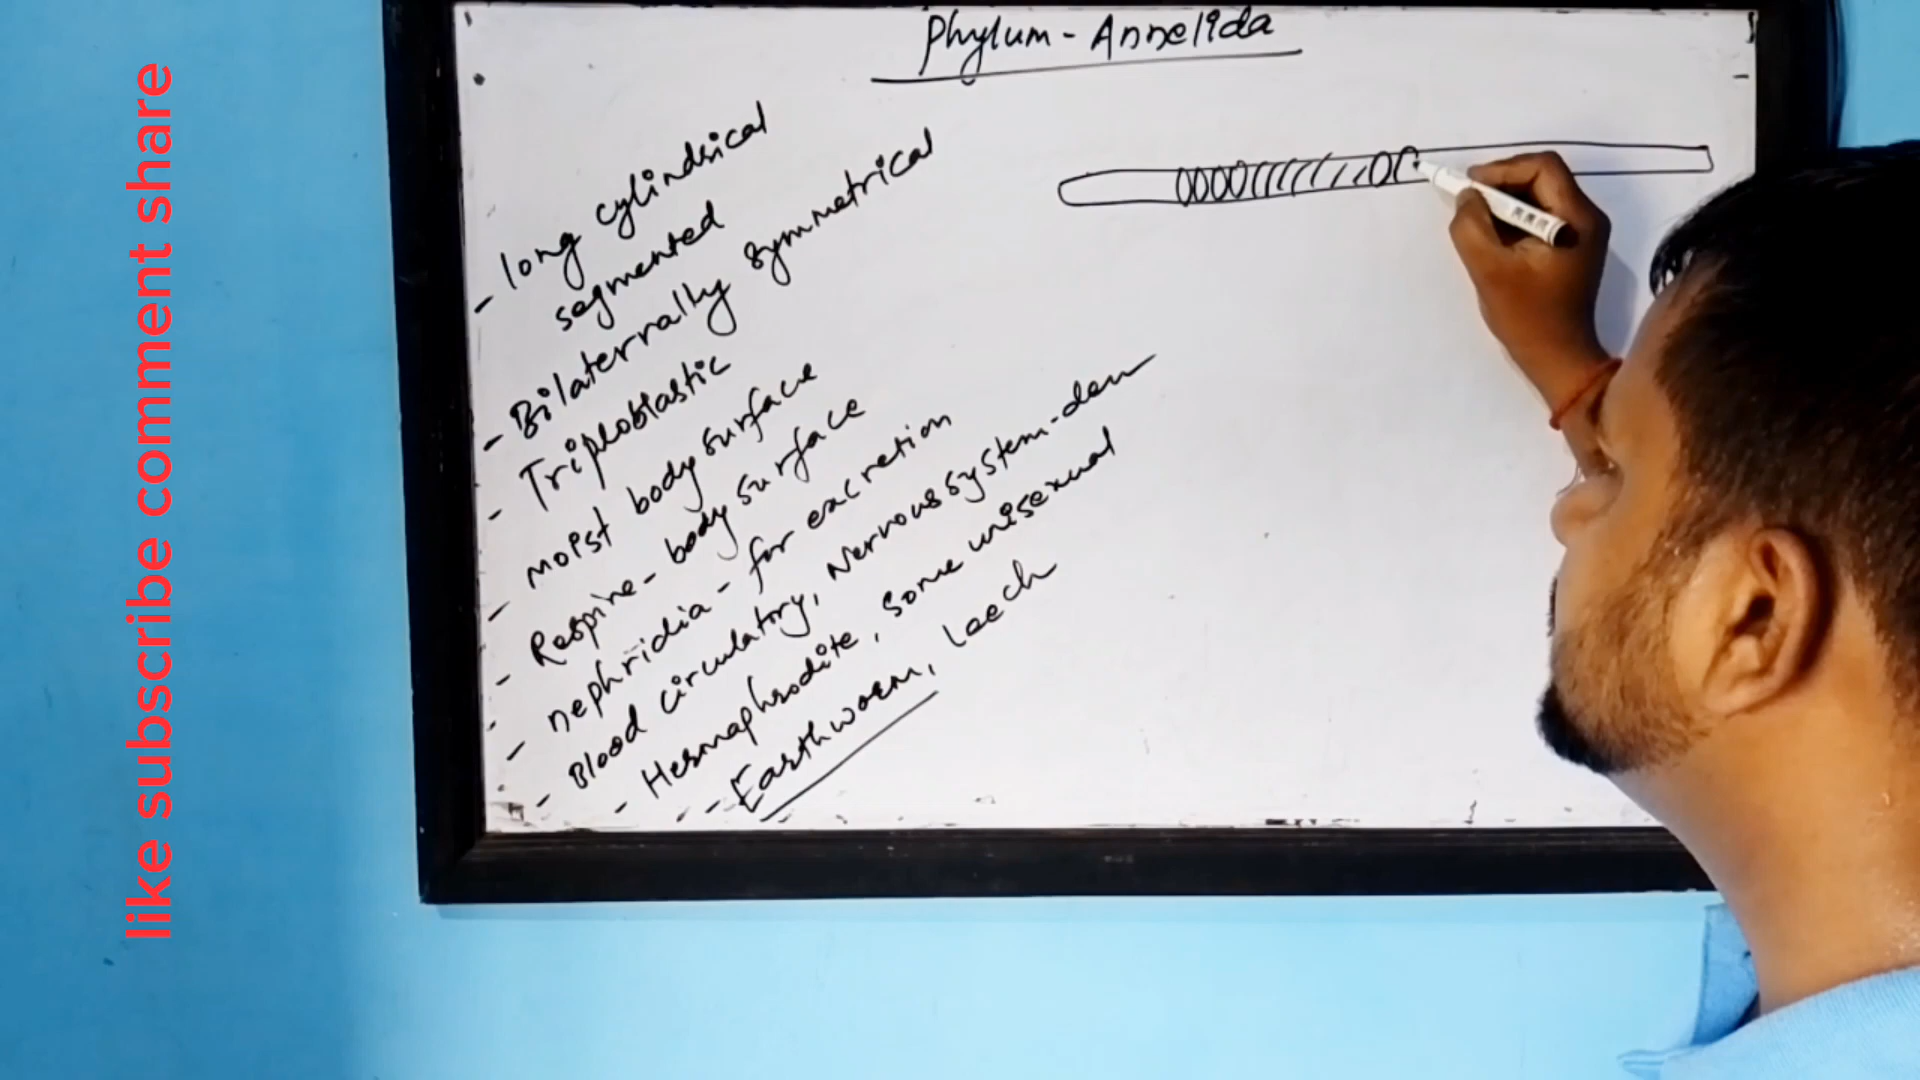 Phylum - Annelida
- long cylindrical
segmented
- Bilaterrally symmetrical
- Triploblastic
- moist body surface
- Respire - body surface
- nephridia - for excretion
- Blood circulatory, Nervous system - dev
- Hermaphrodite, some unisexual
- Earthworm, Leech
like subscribe comment share